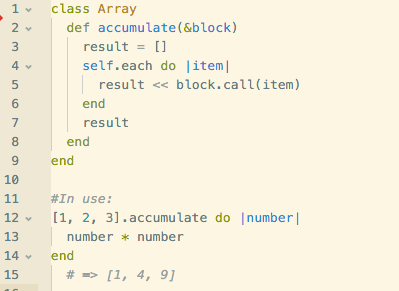 1 class Array
2 def accumulate(&block)
3 result = []
4 self.each do |item|
5 result << block.call(item)
6 end
7 result
8 end
9 end
10
11 #In use:
12 [1, 2, 3].accumulate do |number|
13 number * number
14 end
15 # => [1, 4, 9]